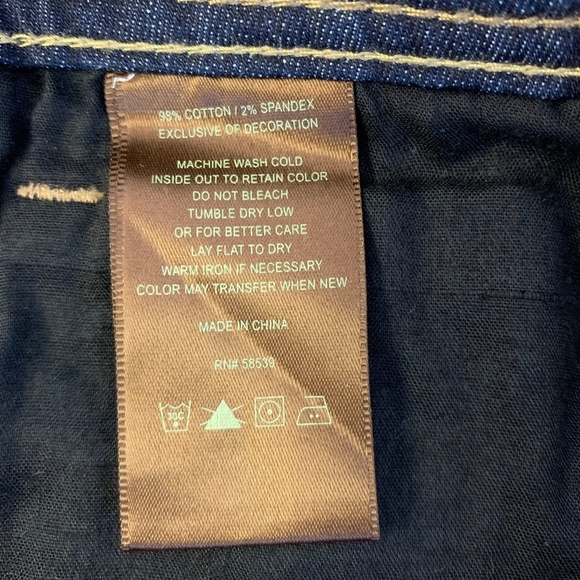 98% COTTON / 2% SPANDEX
EXCLUSIVE OF DECORATION
MACHINE WASH COLD
INSIDE OUT TO RETAIN COLOR
DO NOT BLEACH
TUMBLE DRY LOW
OR FOR BETTER CARE
LAY FLAT TO DRY
WARM IRON IF NECESSARY
COLOR MAY TRANSFER WHEN NEW
MADE IN CHINA
RN# 58539
30C